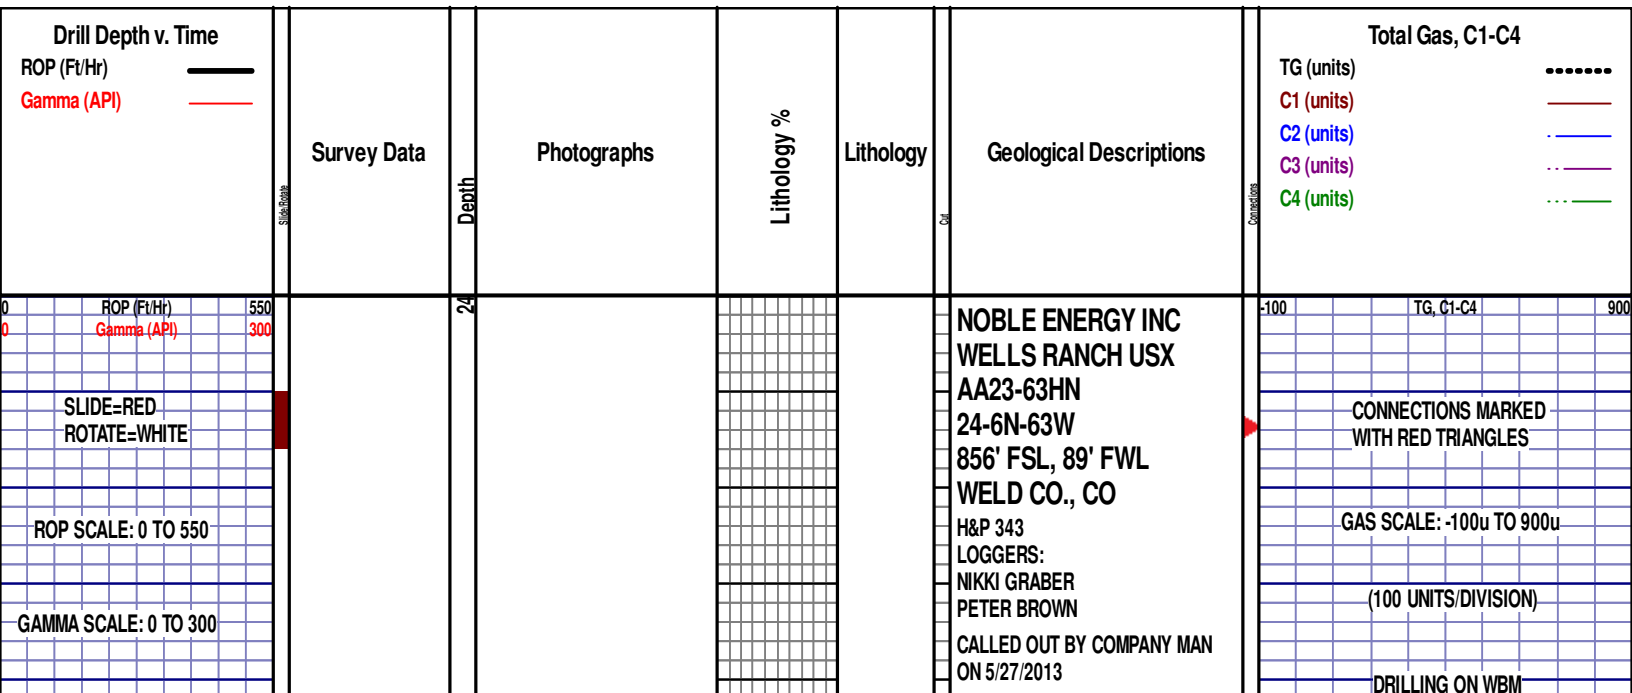 Drill Depth v. Time
ROP (Ft/Hr)
Gamma (API)
Slide/Rotate
Survey Data
Depth
Photographs
Lithology %
Lithology
Cut
Geological Descriptions
Connections
Total Gas, C1-C4
TG (units)
C1 (units)
C2 (units)
C3 (units)
C4 (units)
0 ROP (Ft/Hr) 550
0 Gamma (API) 300
SLIDE=RED
ROTATE=WHITE
ROP SCALE: 0 TO 550
GAMMA SCALE: 0 TO 300
24
NOBLE ENERGY INC
WELLS RANCH USX
AA23-63HN
24-6N-63W
856' FSL, 89' FWL
WELD CO., CO
H&P 343
LOGGERS:
NIKKI GRABER
PETER BROWN
CALLED OUT BY COMPANY MAN
ON 5/27/2013
-100 TG, C1-C4 900
CONNECTIONS MARKED
WITH RED TRIANGLES
GAS SCALE: -100u TO 900u
(100 UNITS/DIVISION)
DRILLING ON WBM